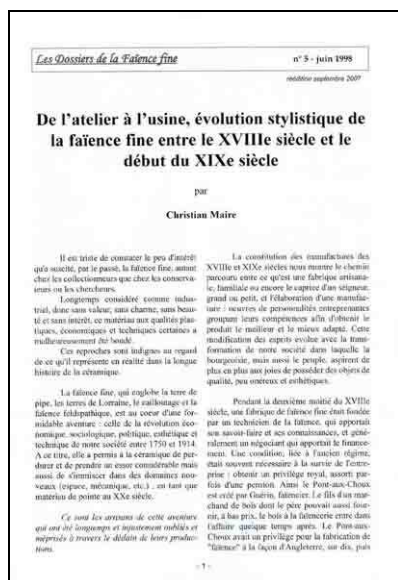 Les Dossiers de la Faïence fine
n° 5 - juin 1998
réédition septembre 2007
De l'atelier à l'usine, évolution stylistique de
la faïence fine entre le XVIIIe siècle et le
début du XIXe siècle
par
Christian Maire
Il est triste de constater le peu d'intérêt
qu'a suscité, par le passé, la faïence fine, autant
chez les collectionneurs que chez les conserva-
teurs ou les chercheurs.
Longtemps considéré comme indus-
triel, donc sans valeur, sans charme, sans beau-
té et sans intérêt, ce matériau aux qualités plas-
tiques, économiques et techniques certaines a
malheureusement été boudé.
Ces reproches sont indignes au regard
de ce qu'il représente en réalité dans la longue
histoire de la céramique.
La faïence fine, qui englobe la terre de
pipe, les terres de Lorraine, le cailloutage et la
faïence feldspathique, est au coeur d'une for-
midable aventure : celle de la révolution éco-
nomique, sociologique, politique, esthétique et
technique de notre société entre 1750 et 1914.
A ce titre, elle a permis à la céramique de per-
durer et de prendre un essor considérable mais
aussi de s'immiscer dans des domaines nou-
veaux (espace, mécanique, etc.) , en tant que
matériau de pointe au XXe siècle.
Ce sont les artisans de cette aventure
qui ont été longtemps et injustement oubliés et
méprisés à travers le dédain de leurs produc-
tions.
La constitution des manufactures des
XVIIIe et XIXe siècles nous montre le chemin
parcouru entre ce qu'est une fabrique artisana-
le, familiale ou encore le caprice d'un seigneur,
grand ou petit, et l'élaboration d'une manufactu-
re : oeuvres de personnalités entreprenantes
groupant leurs compétences afin d'obtenir le
produit le meilleur et le mieux adapté. Cette
modification des esprits évolue avec la trans-
formation de notre société dans laquelle la
bourgeoisie, mais aussi le peuple, aspirent de
plus en plus aux joies de posséder des objets de
qualité, peu onéreux et esthétiques.
Pendant la deuxième moitié du XVIIIe
siècle, une fabrique de faïence fine était fondée
par un technicien de la faïence, qui apportait
son savoir-faire et ses connaissances, et géné-
ralement un négociant qui apportait le finance-
ment. Une condition, liée à l'ancien régime,
était souvent nécessaire à la survie de l'entre-
prise : obtenir un privilège royal, assorti par-
fois d'une pension. Ainsi le Pont-aux-Choux
est créé par Guérin, faïencier. Le fils d'un mar-
chand de bois dont le père pouvait aussi four-
nir, à bas prix, le bois à la faïencerie entre dans
l'affaire quelque temps après. Le Pont-aux-
Choux avait un privilège pour la fabrication de
"faïence" à la façon d'Angleterre, sur dix, puis
- 1 -